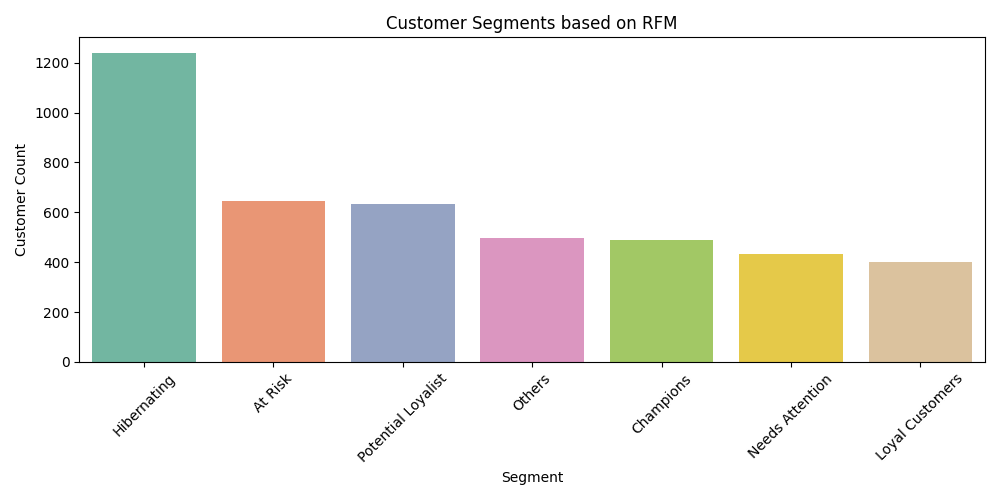 Customer Segments based on RFM
Customer Count
1200
1000
800
600
400
200
0
Hibernating
At Risk
Potential Loyalist
Others
Champions
Needs Attention
Loyal Customers
Segment